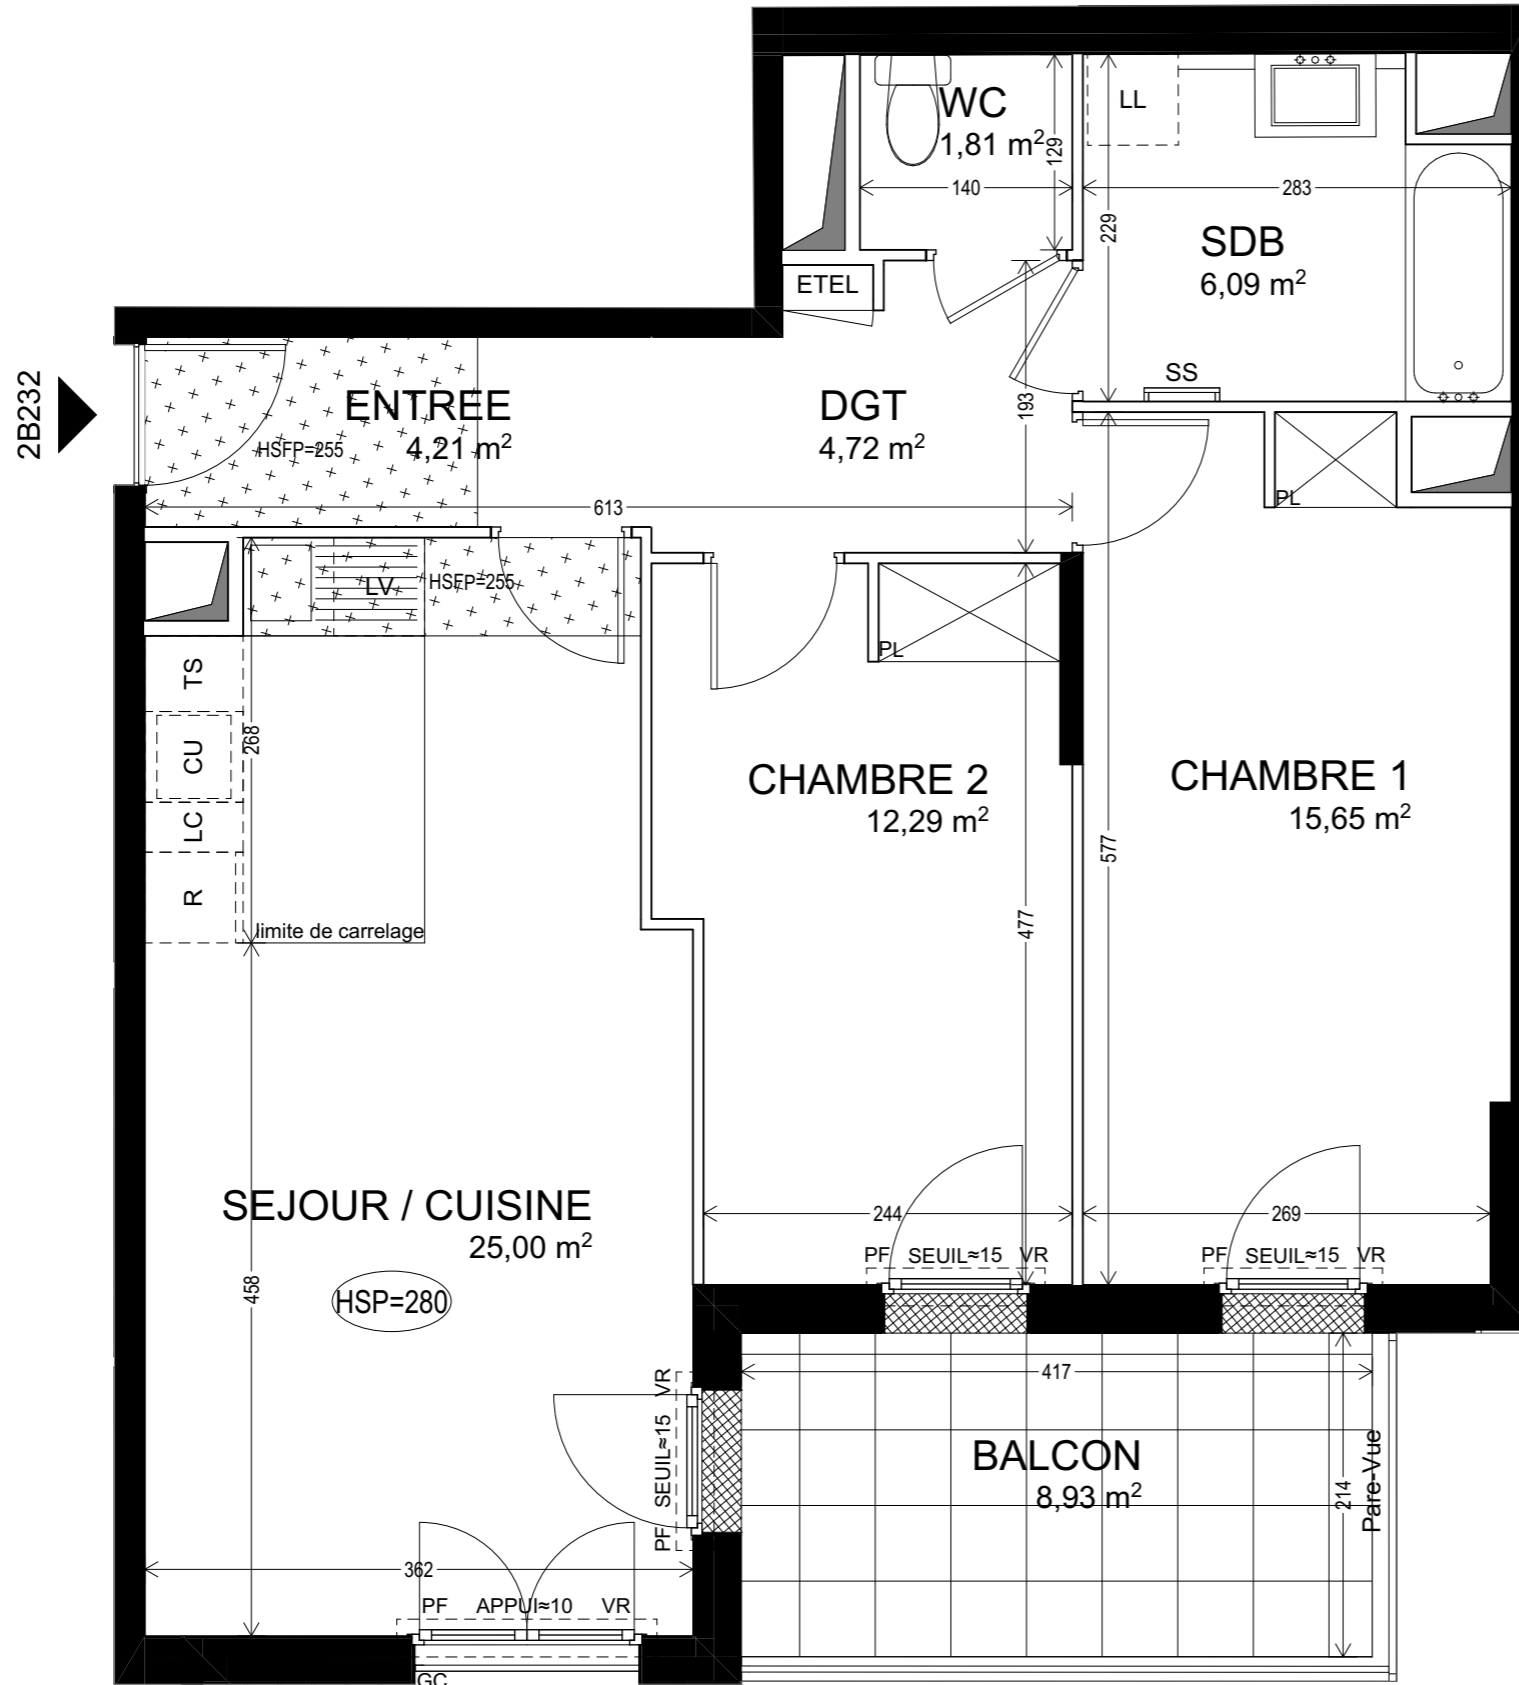 WC
1,81 m²
129
140
LL
283
229
SDB
6,09 m²
ETEL
SS
2B232
ENTREE
4,21 m²
HSFP=255
DGT
4,72 m²
193
613
PL
LV
HSFP=255
PL
TS
CU
LC
R
268
limite de carrelage
CHAMBRE 2
12,29 m²
CHAMBRE 1
15,65 m²
577
477
SEJOUR / CUISINE
25,00 m²
HSP=280
458
244
269
PF SEUIL≈15 VR
PF SEUIL≈15 VR
417
PF SEUIL≈15 VR
BALCON
8,93 m²
214
Pare-Vue
362
PF APPUI≈10 VR
GC